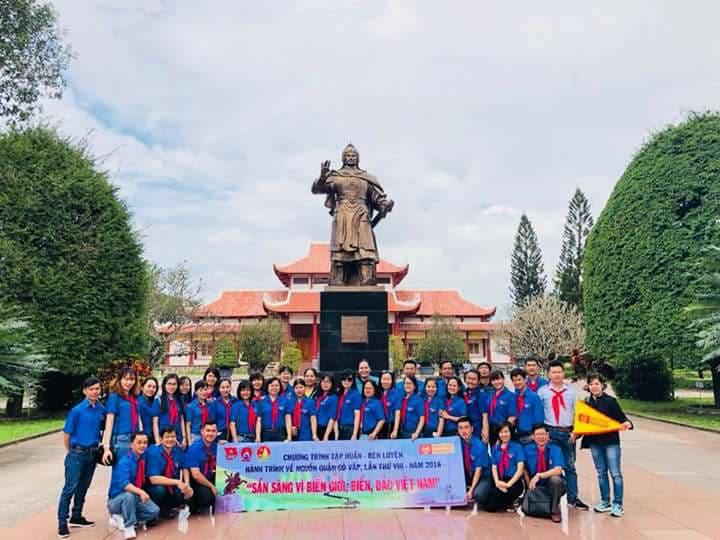 CHƯƠNG TRÌNH TẬP HUẤN - RÈN LUYỆN
HÀNH TRÌNH VỀ NGUỒN QUẬN GÒ VẤP, LẦN THỨ VIII - NĂM 2018
"SẴN SÀNG VÌ BIÊN GIỚI, BIỂN, ĐẢO VIỆT NAM"